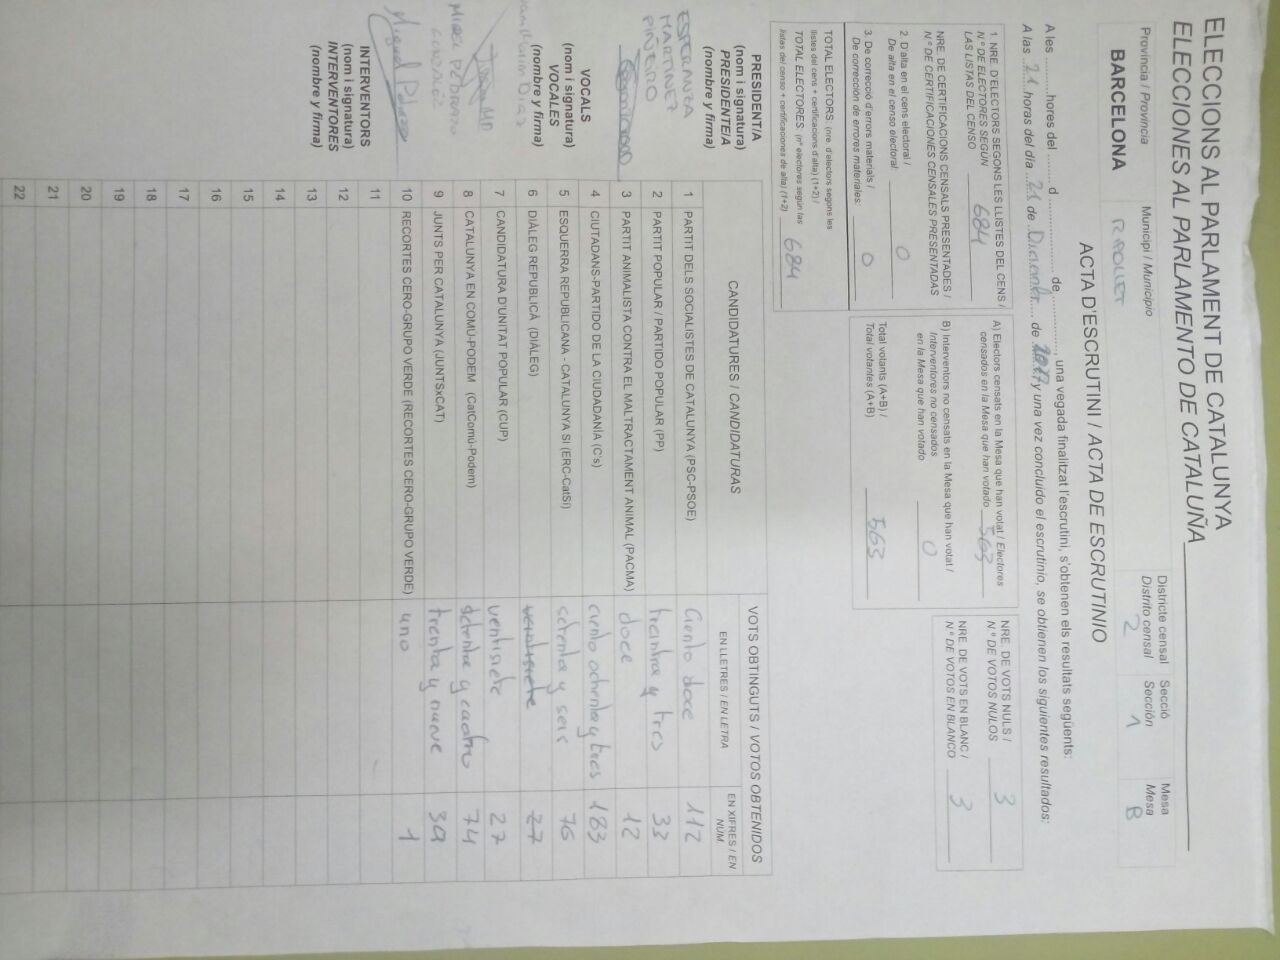 ELECCIONS AL PARLAMENT DE CATALUNYA
ELECCIONES AL PARLAMENTO DE CATALUÑA
Província / Provincia
BARCELONA
Municipi / Municipio
RIPOLLET
Districte censal
Distrito censal
2
Secció
Sección
1
Mesa
Mesa
B
ACTA D'ESCRUTINI / ACTA DE ESCRUTINIO
A les ..........hores del .......... d ...................... de .............., una vegada finalitzat l'escrutini, s'obtenen els resultats següents:
A las 21 horas del día 21 de Diciembre de 2017 y una vez concluido el escrutinio, se obtienen los siguientes resultados:
1. NRE. D'ELECTORS SEGONS LES LLISTES DEL CENS /
N.º DE ELECTORES SEGÚN
LAS LISTAS DEL CENSO 684
NRE. DE CERTIFICACIONS CENSALS PRESENTADES /
N.º DE CERTIFICACIONES CENSALES PRESENTADAS
2. D'alta en el cens electoral /
De alta en el censo electoral: 0
3. De correcció d'errors materials /
De corrección de errores materiales: 0
TOTAL ELECTORS. (nre. d'electors segons les
llistes del cens + certificacions d'alta) (1+2) /
TOTAL ELECTORES. (nº electores según las
listas del censo + certificaciones de alta) (1+2) 684
A) Electors censats en la Mesa que han votat / Electores
censados en la Mesa que han votado 563
B) Interventors no censats en la Mesa que han votat /
Interventores no censados
en la Mesa que han votado 0
Total votants (A+B) /
Total votantes (A+B) 563
NRE. DE VOTS NULS /
N.º DE VOTOS NULOS 3
NRE. DE VOTS EN BLANC /
N.º DE VOTOS EN BLANCO 3
PRESIDENT/A
(nom i signatura)
PRESIDENTE/A
(nombre y firma)
ESPERANZA
MARTINEZ
PIÑEIRO
VOCALS
(nom i signatura)
VOCALES
(nombre y firma)
INTERVENTORS
(nom i signatura)
INTERVENTORES
(nombre y firma)
CANDIDATURES / CANDIDATURAS
VOTS OBTINGUTS / VOTOS OBTENIDOS
EN LLETRES / EN LETRA
EN XIFRES / EN NÚM
1 PARTIT DELS SOCIALISTES DE CATALUNYA (PSC-PSOE) Ciento doce 112
2 PARTIT POPULAR / PARTIDO POPULAR (PP) treintra y tres 33
3 PARTIT ANIMALISTA CONTRA EL MALTRACTAMENT ANIMAL (PACMA) doce 12
4 CIUTADANS-PARTIDO DE LA CIUDADANÍA (C's) ciento ochenta y tres 183
5 ESQUERRA REPUBLICANA - CATALUNYA SÍ (ERC-CatSí) setenta y seis 76
6 DIÀLEG REPUBLICÀ (DIÀLEG) ventisiete 27
7 CANDIDATURA D'UNITAT POPULAR (CUP) ventisiete 27
8 CATALUNYA EN COMÚ-PODEM (CatComú-Podem) setenta y cuatro 74
9 JUNTS PER CATALUNYA (JUNTSxCAT) trenta y nueve 39
10 RECORTES CERO-GRUPO VERDE (RECORTES CERO-GRUPO VERDE) uno 1
11
12
13
14
15
16
17
18
19
20
21
22